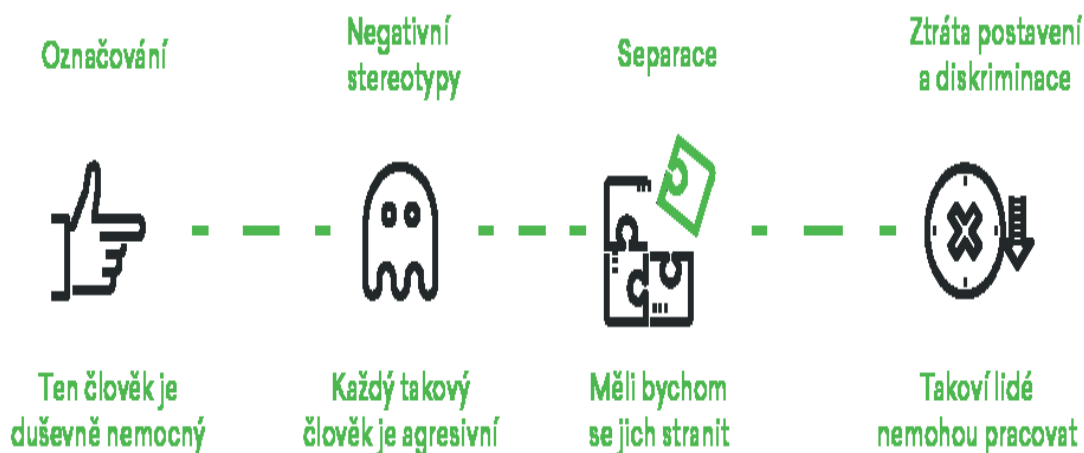 Označování
Negativní
stereotypy
Separace
Ztráta postavení
a diskriminace
Ten člověk je
duševně nemocný
Každý takový
člověk je agresivní
Měli bychom
se jich stranit
Takoví lidé
nemohou pracovat